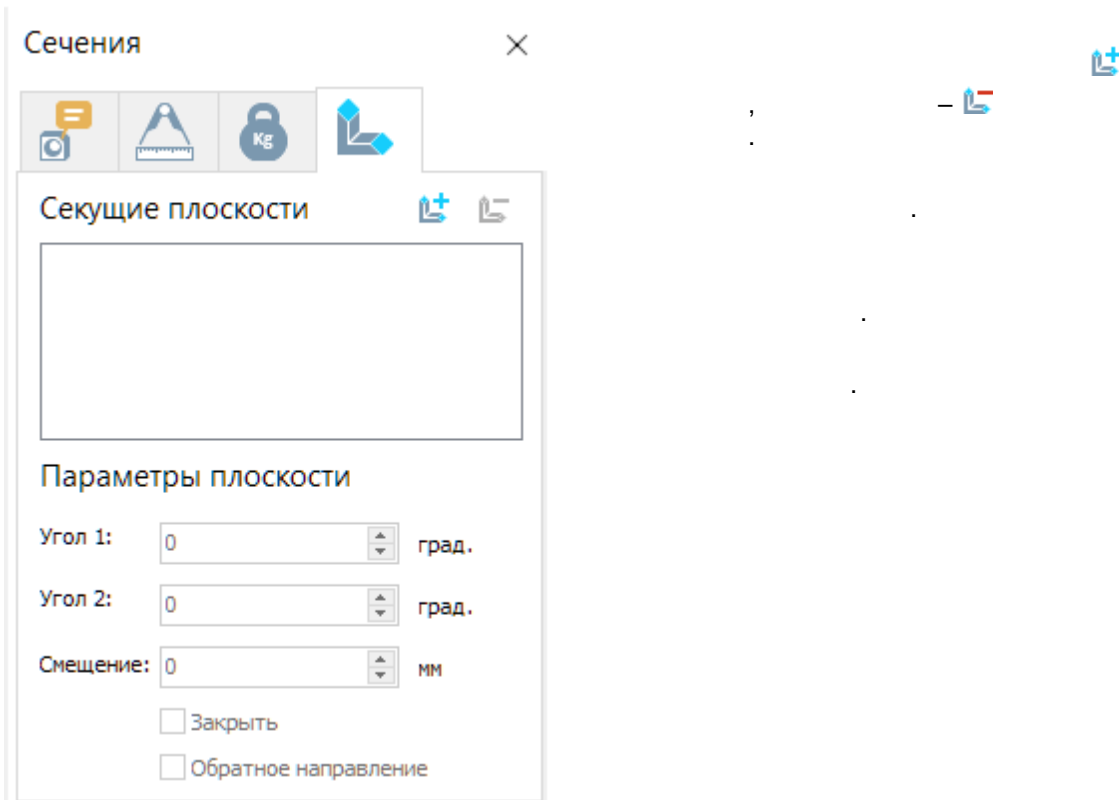 Сечения
Kg
Секущие плоскости
Параметры плоскости
Угол 1: 0 град.
Угол 2: 0 град.
Смещение: 0 мм
Закрыть
Обратное направление
, –
.
.
.
.